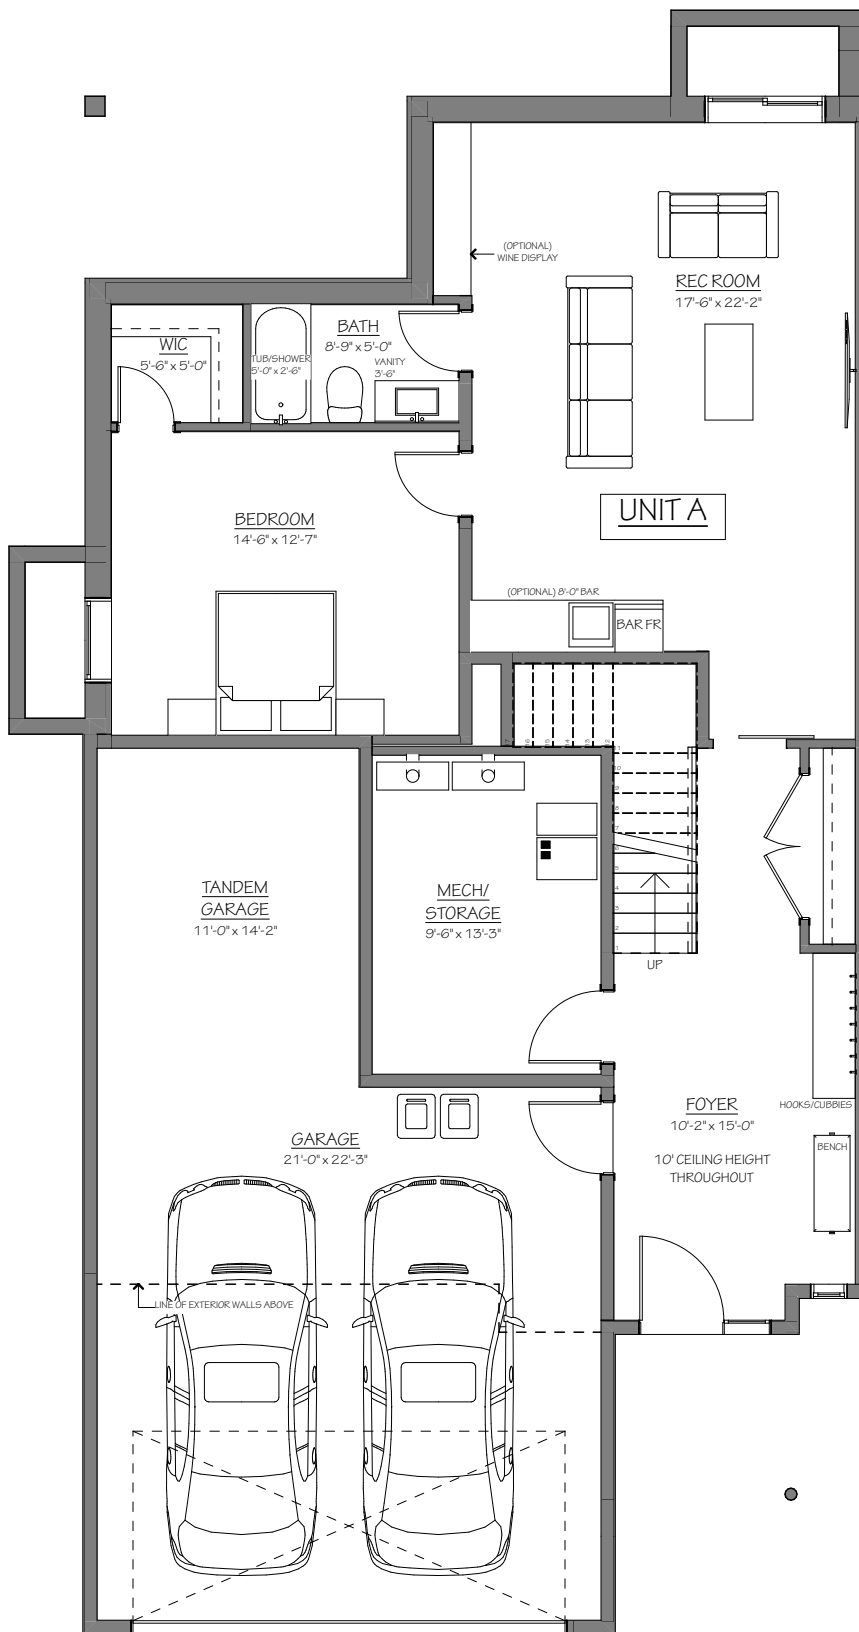 (OPTIONAL)
WINE DISPLAY
REC ROOM
17'-6" x 22'-2"
BATH
8'-9" x 5'-0"
WIC
5'-6" x 5'-0"
TUB/SHOWER
5'-0" x 2'-6"
VANITY
3'-6"
UNIT A
BEDROOM
14'-6" x 12'-7"
(OPTIONAL) 8'-0" BAR
BAR FR
TANDEM
GARAGE
11'-0" x 14'-2"
MECH/
STORAGE
9'-6" x 13'-3"
UP
HOOKS/CUBBIES
FOYER
10'-2" x 15'-0"
10' CEILING HEIGHT
THROUGHOUT
BENCH
GARAGE
21'-0" x 22'-3"
LINE OF EXTERIOR WALLS ABOVE